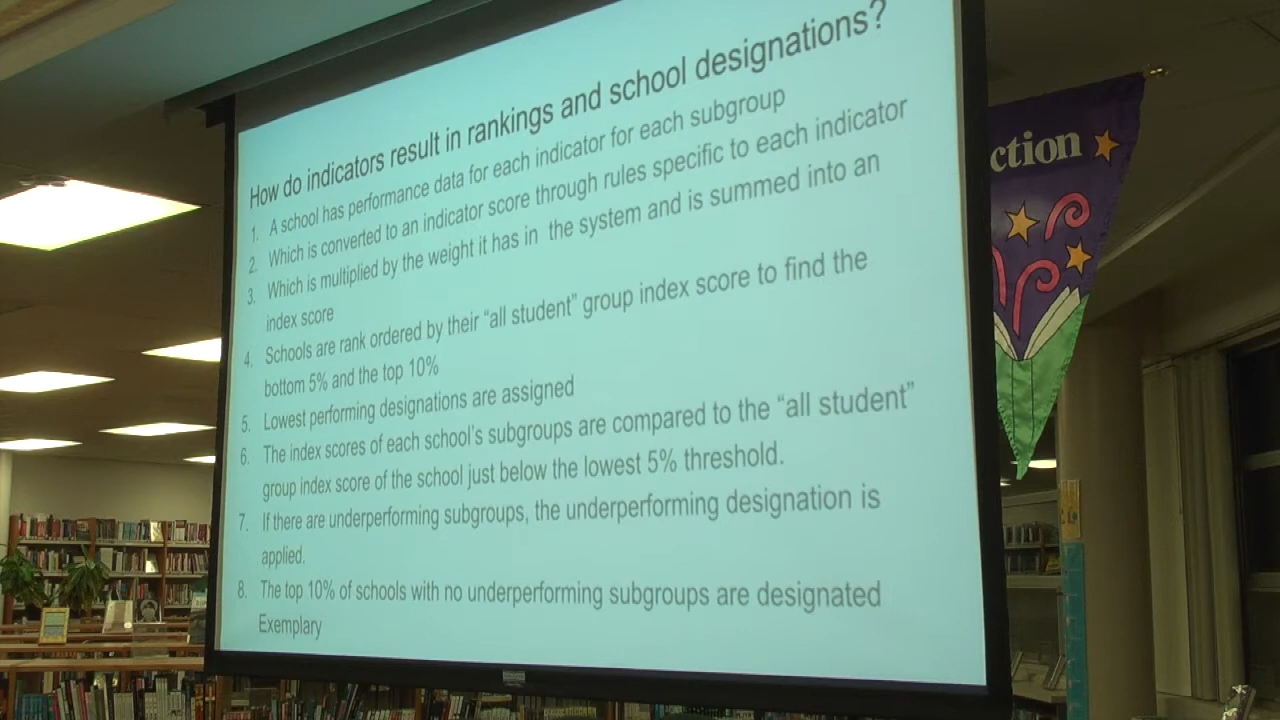 How do indicators result in rankings and school designations?
1. A school has performance data for each indicator for each subgroup
2. Which is converted to an indicator score through rules specific to each indicator
3. Which is multiplied by the weight it has in the system and is summed into an
index score
4. Schools are rank ordered by their “all student” group index score to find the
bottom 5% and the top 10%
5. Lowest performing designations are assigned
6. The index scores of each school’s subgroups are compared to the “all student”
group index score of the school just below the lowest 5% threshold.
7. If there are underperforming subgroups, the underperforming designation is
applied.
8. The top 10% of schools with no underperforming subgroups are designated
Exemplary
ction